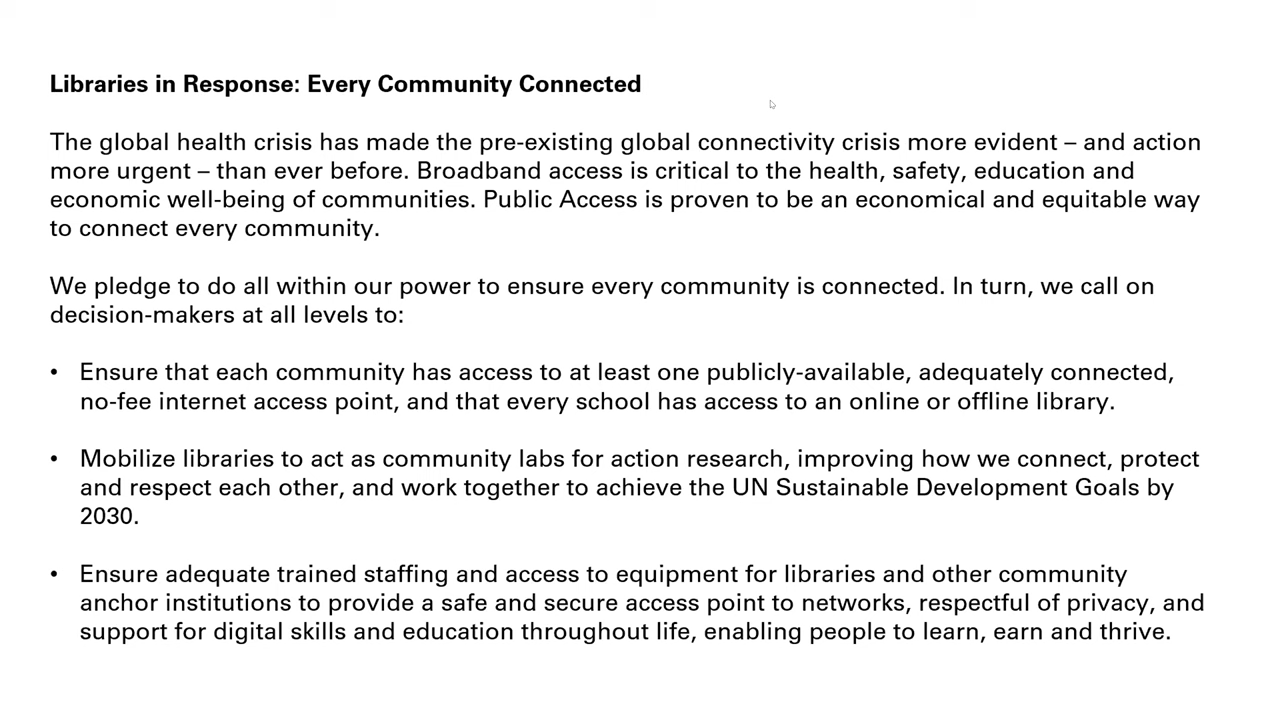 Libraries in Response: Every Community Connected
The global health crisis has made the pre-existing global connectivity crisis more evident – and action
more urgent – than ever before. Broadband access is critical to the health, safety, education and
economic well-being of communities. Public Access is proven to be an economical and equitable way
to connect every community.
We pledge to do all within our power to ensure every community is connected. In turn, we call on
decision-makers at all levels to:
• Ensure that each community has access to at least one publicly-available, adequately connected,
no-fee internet access point, and that every school has access to an online or offline library.
• Mobilize libraries to act as community labs for action research, improving how we connect, protect
and respect each other, and work together to achieve the UN Sustainable Development Goals by
2030.
• Ensure adequate trained staffing and access to equipment for libraries and other community
anchor institutions to provide a safe and secure access point to networks, respectful of privacy, and
support for digital skills and education throughout life, enabling people to learn, earn and thrive.